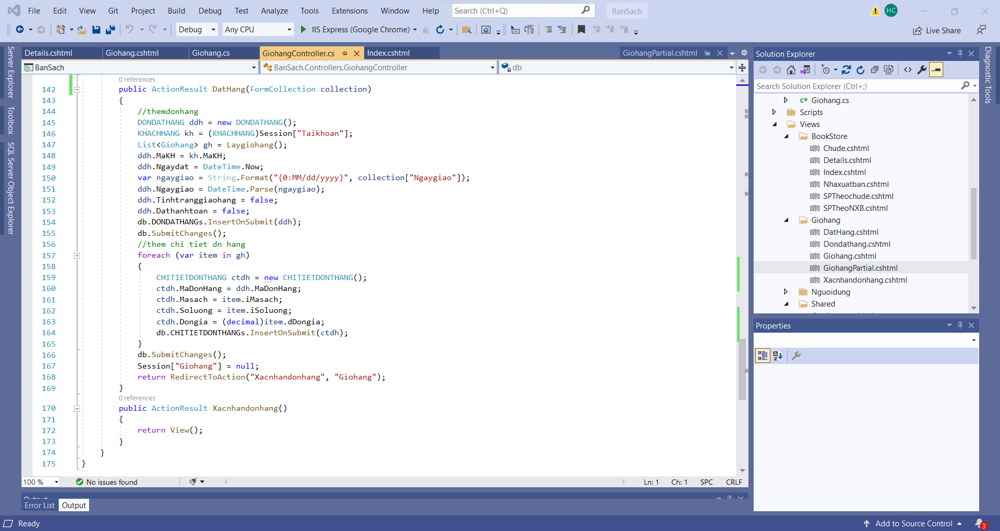 File Edit View Git Project Build Debug Test Analyze Tools Extensions Window Help Search (Ctrl+Q) BanSach HC
Debug Any CPU IIS Express (Google Chrome) Live Share
Server Explorer
Toolbox
SQL Server Object Explorer
Details.cshtml Giohang.cshtml Giohang.cs GiohangController.cs Index.cshtml GiohangPartial.cshtml
BanSach BanSach.Controllers.GiohangController db
0 references
142 public ActionResult DatHang(FormCollection collection)
143 {
144 //themdonhang
145 DONDATHANG ddh = new DONDATHANG();
146 KHACHHANG kh = (KHACHHANG)Session["Taikhoan"];
147 List<Giohang> gh = Laygiohang();
148 ddh.MaKH = kh.MaKH;
149 ddh.Ngaydat = DateTime.Now;
150 var ngaygiao = String.Format("{0:MM/dd/yyyy}", collection["Ngaygiao"]);
151 ddh.Ngaygiao = DateTime.Parse(ngaygiao);
152 ddh.Tinhtranggiaohang = false;
153 ddh.Dathanhtoan = false;
154 db.DONDATHANGs.InsertOnSubmit(ddh);
155 db.SubmitChanges();
156 //them chi tiet dn hang
157 foreach (var item in gh)
158 {
159 CHITIETDONTHANG ctdh = new CHITIETDONTHANG();
160 ctdh.MaDonHang = ddh.MaDonHang;
161 ctdh.Masach = item.iMasach;
162 ctdh.Soluong = item.iSoluong;
163 ctdh.Dongia = (decimal)item.dDongia;
164 db.CHITIETDONTHANGs.InsertOnSubmit(ctdh);
165 }
166 db.SubmitChanges();
167 Session["Giohang"] = null;
168 return RedirectToAction("Xacnhandonhang", "Giohang");
169 }
0 references
170 public ActionResult Xacnhandonhang()
171 {
172 return View();
173 }
174 }
175 }
100 % No issues found Ln: 1 Ch: 1 SPC CRLF
Output
Error List Output
Solution Explorer
Search Solution Explorer (Ctrl+;)
C# Giohang.cs
Scripts
Views
BookStore
[@] Chude.cshtml
[@] Details.cshtml
[@] Index.cshtml
[@] Nhaxuatban.cshtml
[@] SPTheochude.cshtml
[@] SPTheoNXB.cshtml
Giohang
[@] DatHang.cshtml
[@] Dondathang.cshtml
[@] Giohang.cshtml
[@] GiohangPartial.cshtml
[@] Xacnhandonhang.cshtml
Nguoidung
Shared
Properties
Diagnostic Tools
Ready Add to Source Control 3